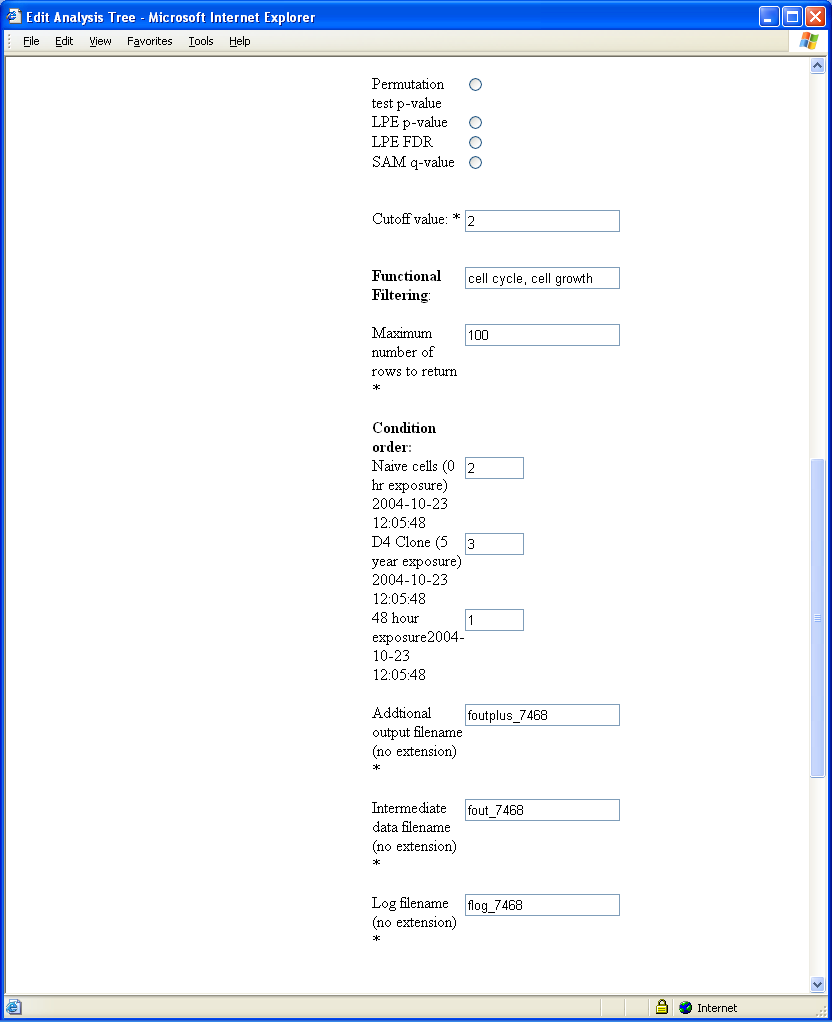 Edit Analysis Tree - Microsoft Internet Explorer
File Edit View Favorites Tools Help
Permutation
test p-value
LPE p-value
LPE FDR
SAM q-value
Cutoff value: * 2
Functional cell cycle, cell growth
Filtering:
Maximum 100
number of
rows to return
*
Condition
order:
Naive cells (0 2
hr exposure)
2004-10-23
12:05:48
D4 Clone (5 3
year exposure)
2004-10-23
12:05:48
48 hour 1
exposure2004-
10-23
12:05:48
Addtional foutplus_7468
output filename
(no extension)
*
Intermediate fout_7468
data filename
(no extension)
*
Log filename flog_7468
(no extension)
*
Internet